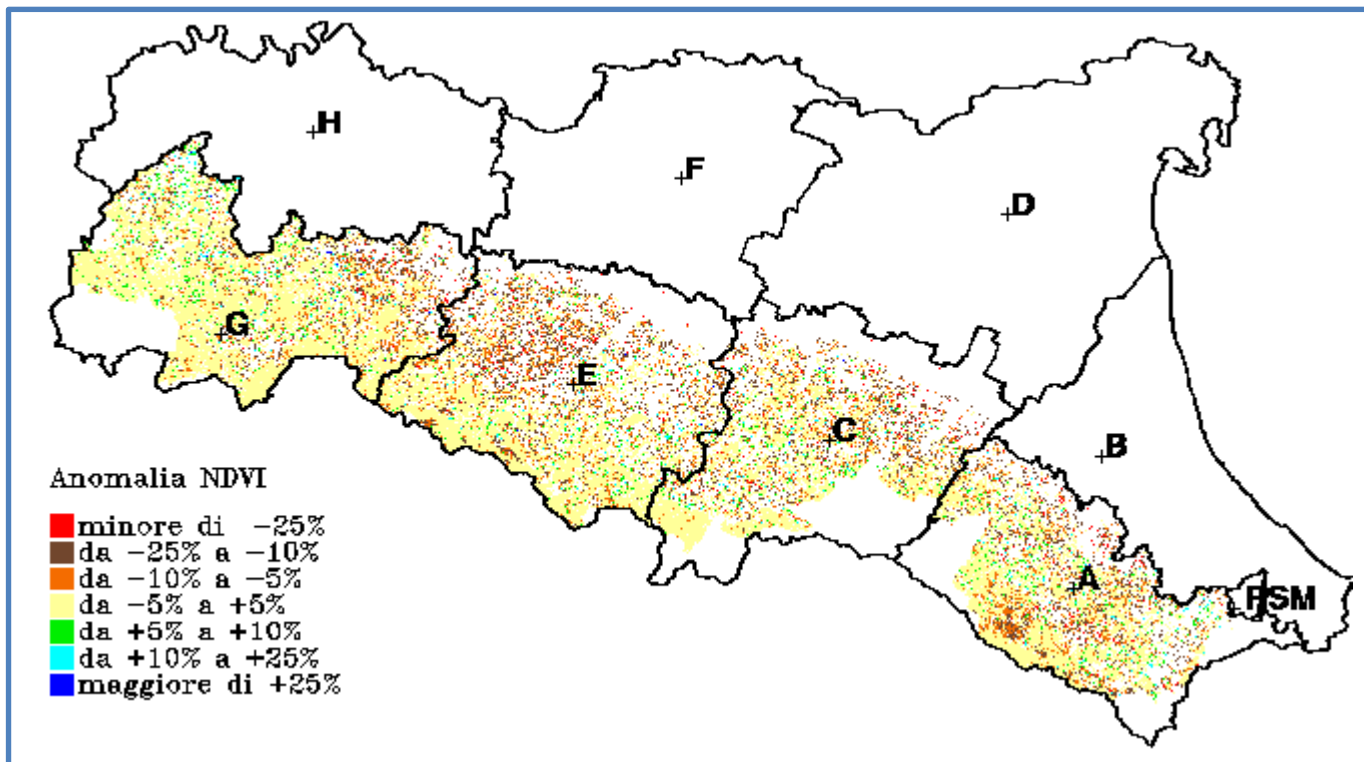 H
F
D
G
E
C
B
A
RSM
Anomalia NDVI
minore di -25%
da -25% a -10%
da -10% a -5%
da -5% a +5%
da +5% a +10%
da +10% a +25%
maggiore di +25%